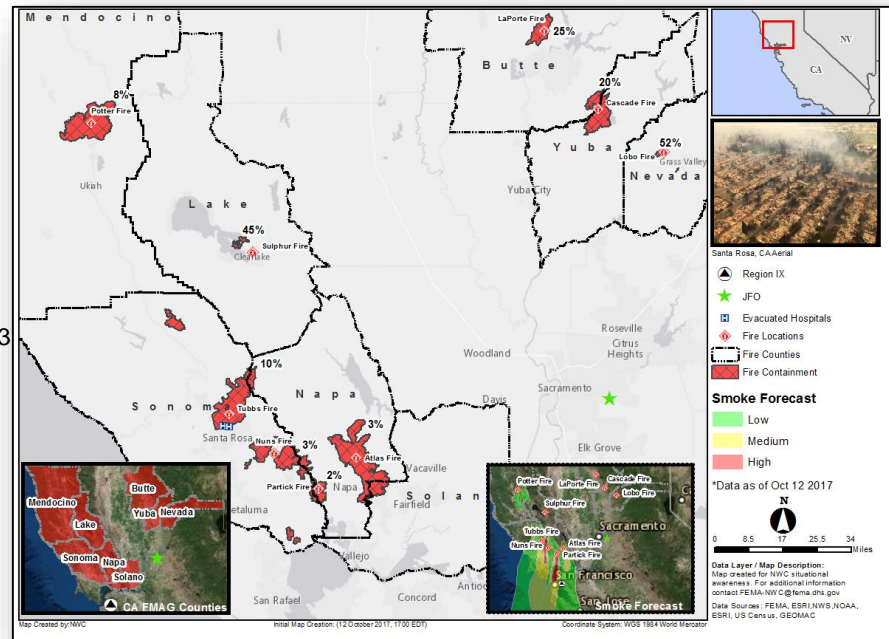 Mendocino
LaPorte Fire
25%
Butte
8%
Potter Fire
20%
Cascade Fire
Yuba
52%
Lobo Fire
Grass Valley
Nevada
Ukiah
Yuba City
Lake
45%
Sulphur Fire
Clearlake
3
10%
Sonoma
Napa
Tubbs Fire
Santa Rosa
Nuns Fire
3%
3%
Atlas Fire
2%
Partick Fire
Napa
Vacaville
Fairfield
Solan
etaluma
Vallejo
San Rafael
Concord
Antioc
Woodland
Roseville
Citrus
Heights
Sacramento
Davis
Elk Grove
Mendocino
Lake
Butte
Yuba
Nevada
Sonoma
Napa
Solano
CA FMAG Counties
Potter Fire
LaPorte Fire
Cascade Fire
Lobo Fire
Sulphur Fire
Sacramento
Tubbs Fire
Nuns Fire
Atlas Fire
Partick Fire
San Francisco
San Jose
Smoke Forecast
Map Created by:NWC
Initial Map Creation: (12 October 2017, 1700 EDT)
Coordinate System: WGS 1984 World Mercator
NV
CA
Santa Rosa, CAAerial
Region IX
JFO
H Evacuated Hospitals
Fire Locations
Fire Counties
Fire Containment
Smoke Forecast
Low
Medium
High
*Data as of Oct 12 2017
N
0 8.5 17 25.5 34
Miles
Data Layer / Map Description:
Map created for NWC situational
awareness. For additional information
contact FEMA-NWC@fema.dhs.gov
Data Sources: FEMA, ESRI,NWS,NOAA,
ESRI, US Census, GEOMAC